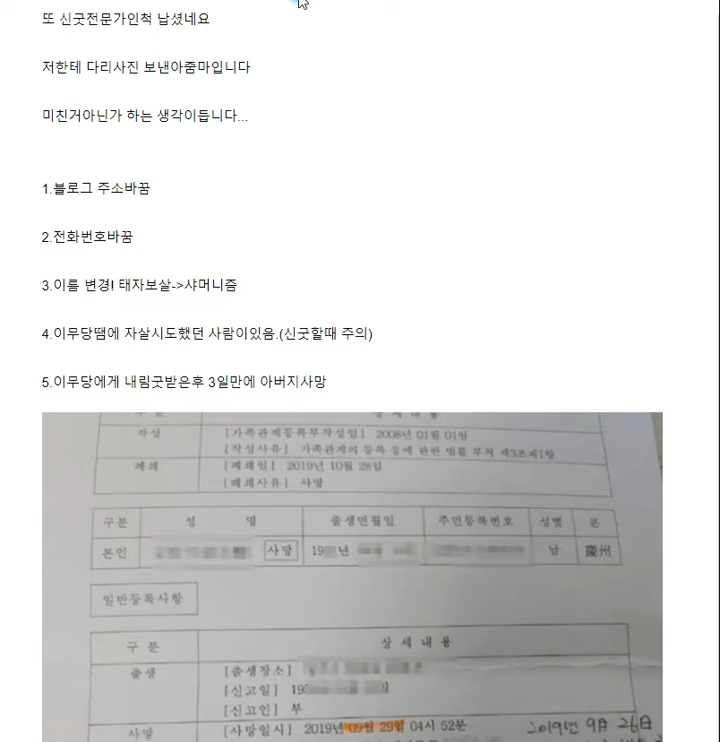 또 신굿전문가인척 납셨네요
저한테 다리사진 보낸아줌마입니다
미친거아닌가 하는 생각이듭니다...
1.블로그 주소바꿈
2.전화번호바꿈
3.이름 변경! 태자보살->샤머니즘
4.이무당땜에 자살시도했던 사람이있음.(신굿할때 주의)
5.이무당에게 내림굿받은후 3일만에 아버지사망
구 분 상 세 내 용
작성 [가족관계등록부작성일] 2008년 01월 01일
[작성사유] 가족관계의 등록 등에 관한 법률 부칙 제3조제1항
폐쇄 [폐쇄일] 2019년 10월 28일
[폐쇄사유] 사망
구분 성 명 출생연월일 주민등록번호 성별 본
본인 사망 19 년 남 慶州
일반등록사항
구 분 상 세 내 용
출생 [출생장소]
[신고일] 19
[신고인] 부
사망 [사망일시] 2019년 09월 29일 04시 52분 2019년 9月 26日